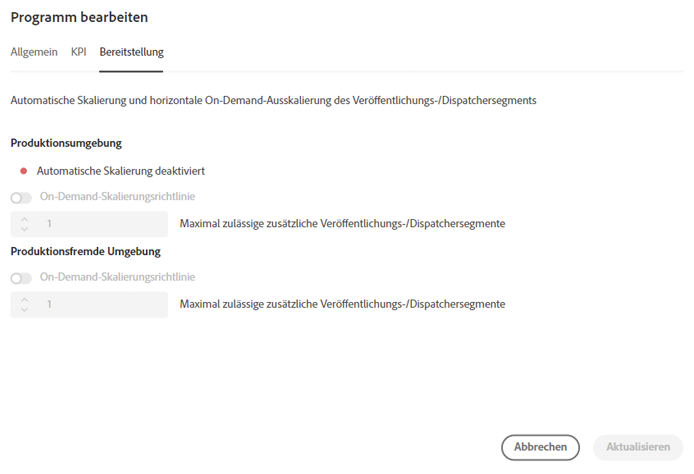 Programm bearbeiten
Allgemein KPI Bereitstellung
Automatische Skalierung und horizontale On-Demand-Ausskalierung des Veröffentlichungs-/Dispatchersegments
Produktionsumgebung
Automatische Skalierung deaktiviert
On-Demand-Skalierungsrichtlinie
1 Maximal zulässige zusätzliche Veröffentlichungs-/Dispatchersegmente
Produktionsfremde Umgebung
On-Demand-Skalierungsrichtlinie
1 Maximal zulässige zusätzliche Veröffentlichungs-/Dispatchersegmente
Abbrechen Aktualisieren